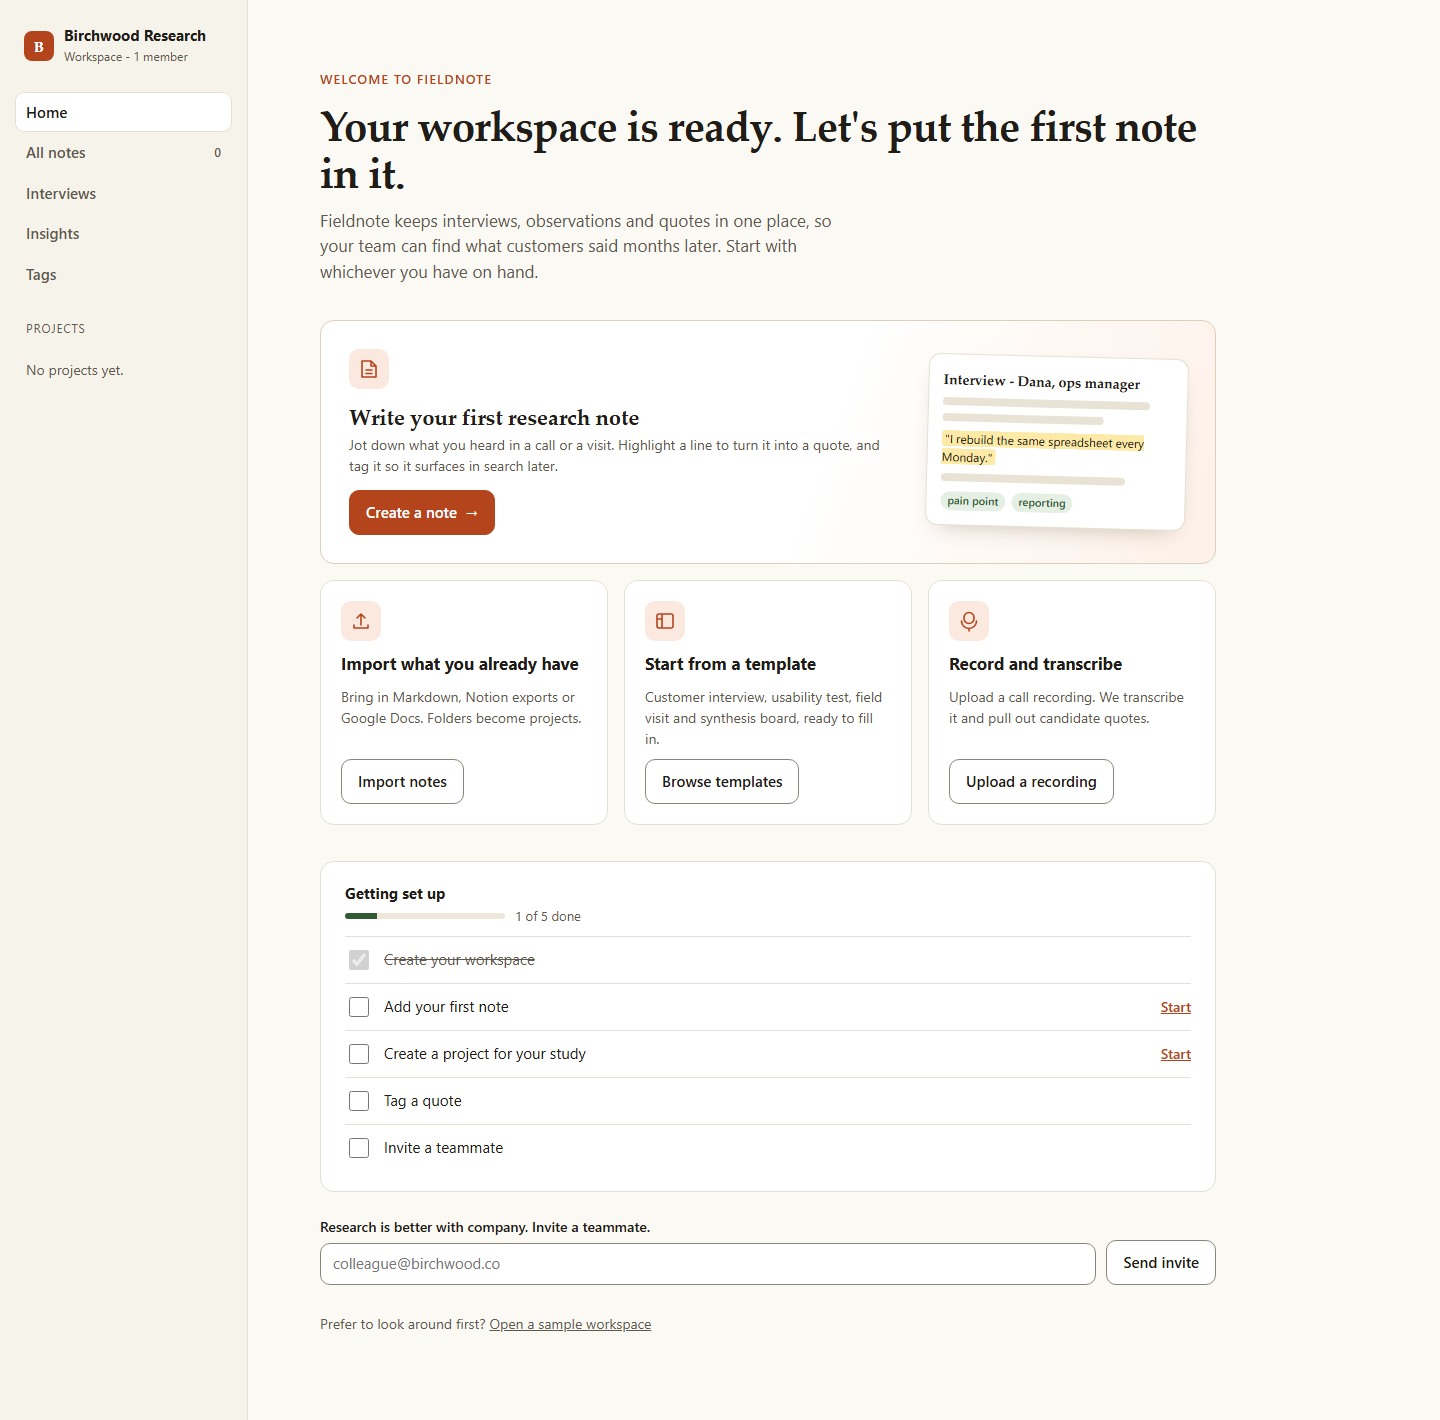 B
Birchwood Research
Workspace - 1 member
Home
All notes 0
Interviews
Insights
Tags
PROJECTS
No projects yet.
WELCOME TO FIELDNOTE
Your workspace is ready. Let's put the first note
in it.
Fieldnote keeps interviews, observations and quotes in one place, so
your team can find what customers said months later. Start with
whichever you have on hand.
Write your first research note
Jot down what you heard in a call or a visit. Highlight a line to turn it into a quote, and
tag it so it surfaces in search later.
Create a note →
Interview - Dana, ops manager
"I rebuild the same spreadsheet every
Monday."
pain point reporting
Import what you already have
Bring in Markdown, Notion exports or
Google Docs. Folders become projects.
Import notes
Start from a template
Customer interview, usability test, field
visit and synthesis board, ready to fill
in.
Browse templates
Record and transcribe
Upload a call recording. We transcribe
it and pull out candidate quotes.
Upload a recording
Getting set up
1 of 5 done
Create your workspace
Add your first note Start
Create a project for your study Start
Tag a quote
Invite a teammate
Research is better with company. Invite a teammate.
colleague@birchwood.co
Send invite
Prefer to look around first? Open a sample workspace